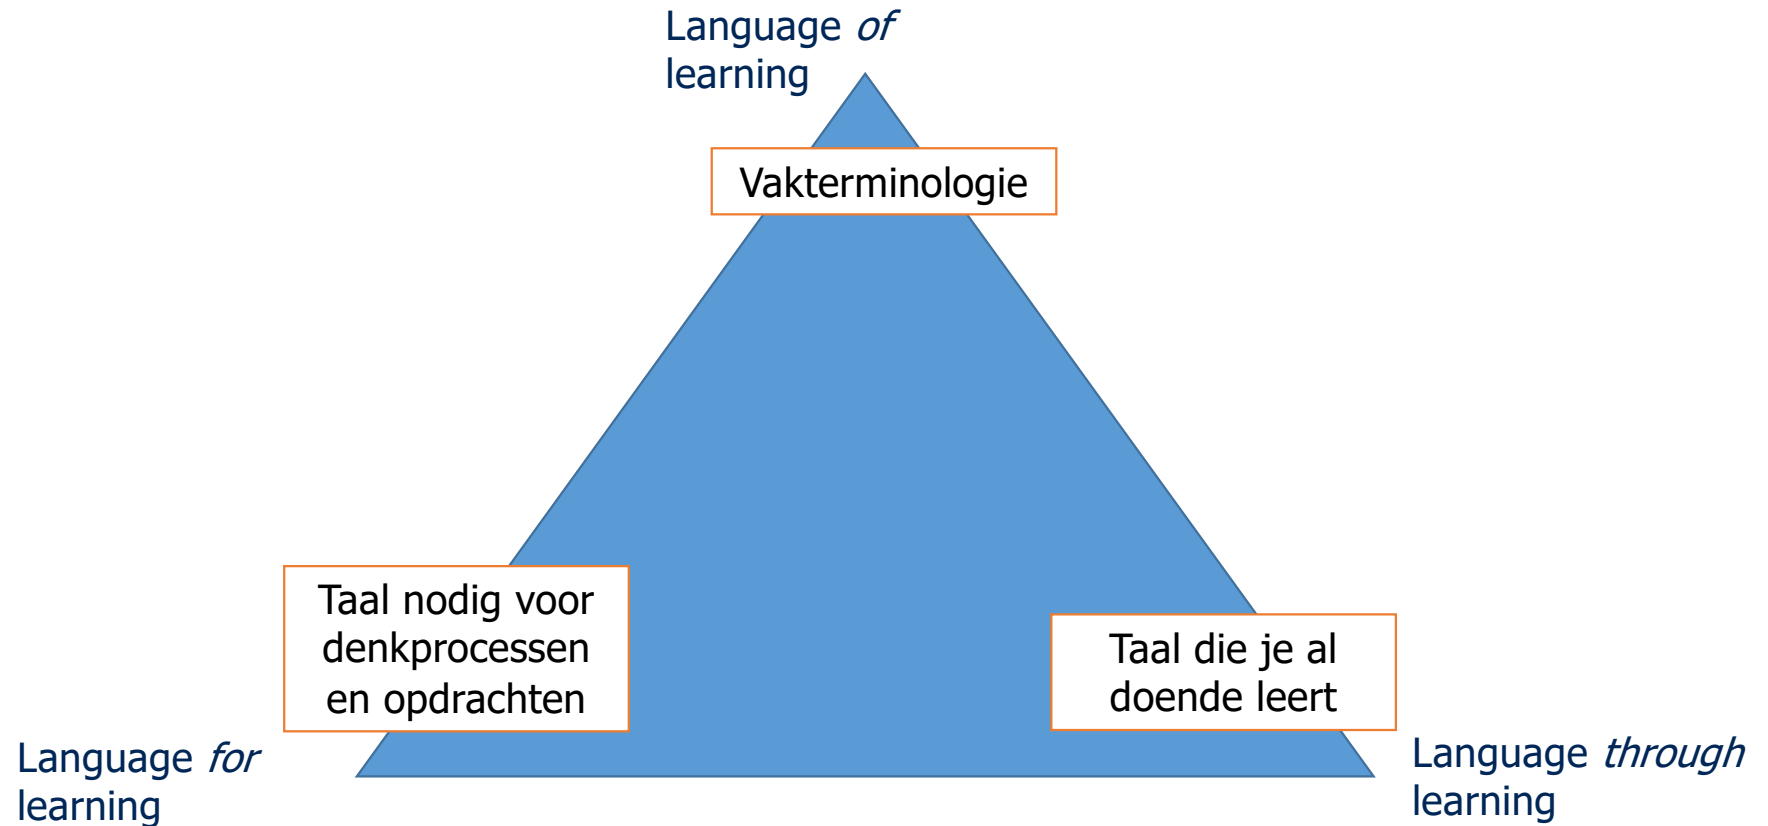 Language of
learning
Vakterminologie
Taal nodig voor
denkprocessen
en opdrachten
Taal die je al
doende leert
Language for
learning
Language through
learning